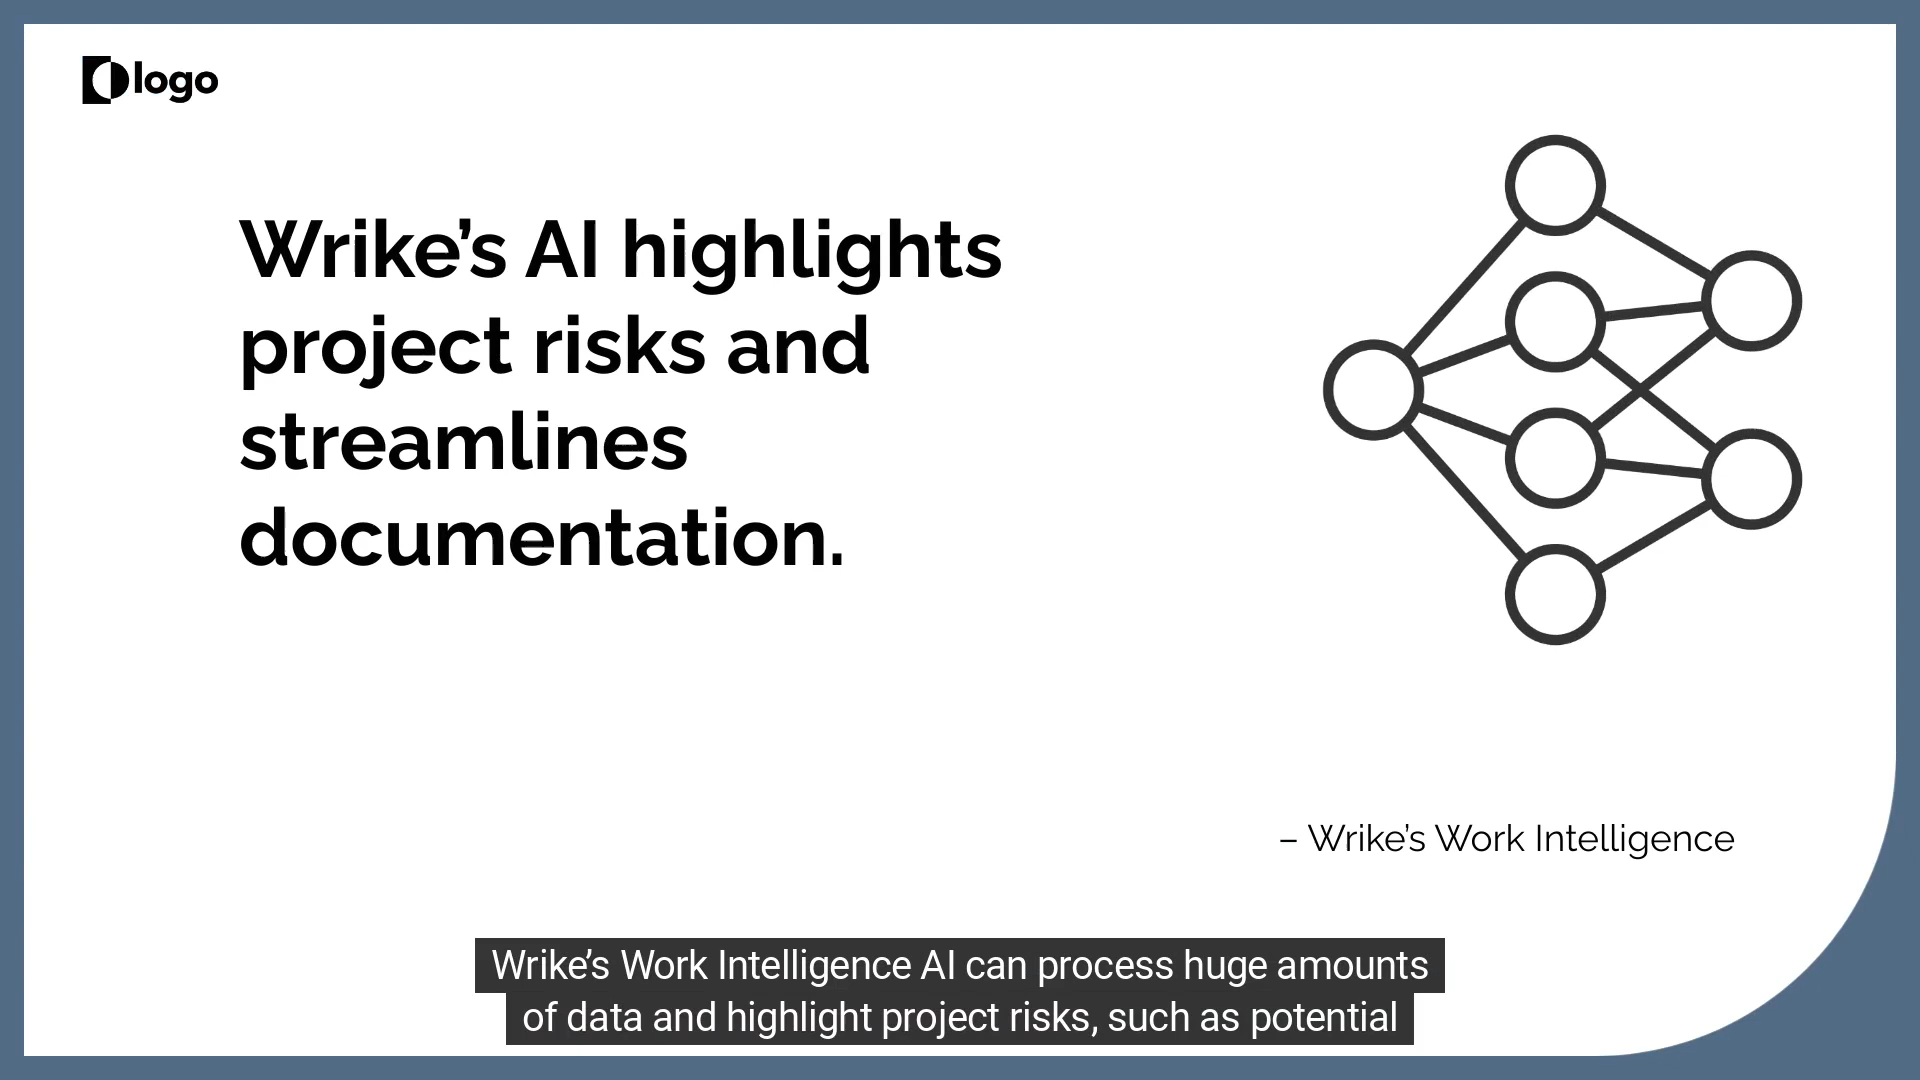 logo
Wrike’s AI highlights
project risks and
streamlines
documentation.
– Wrike’s Work Intelligence
Wrike’s Work Intelligence AI can process huge amounts
of data and highlight project risks, such as potential